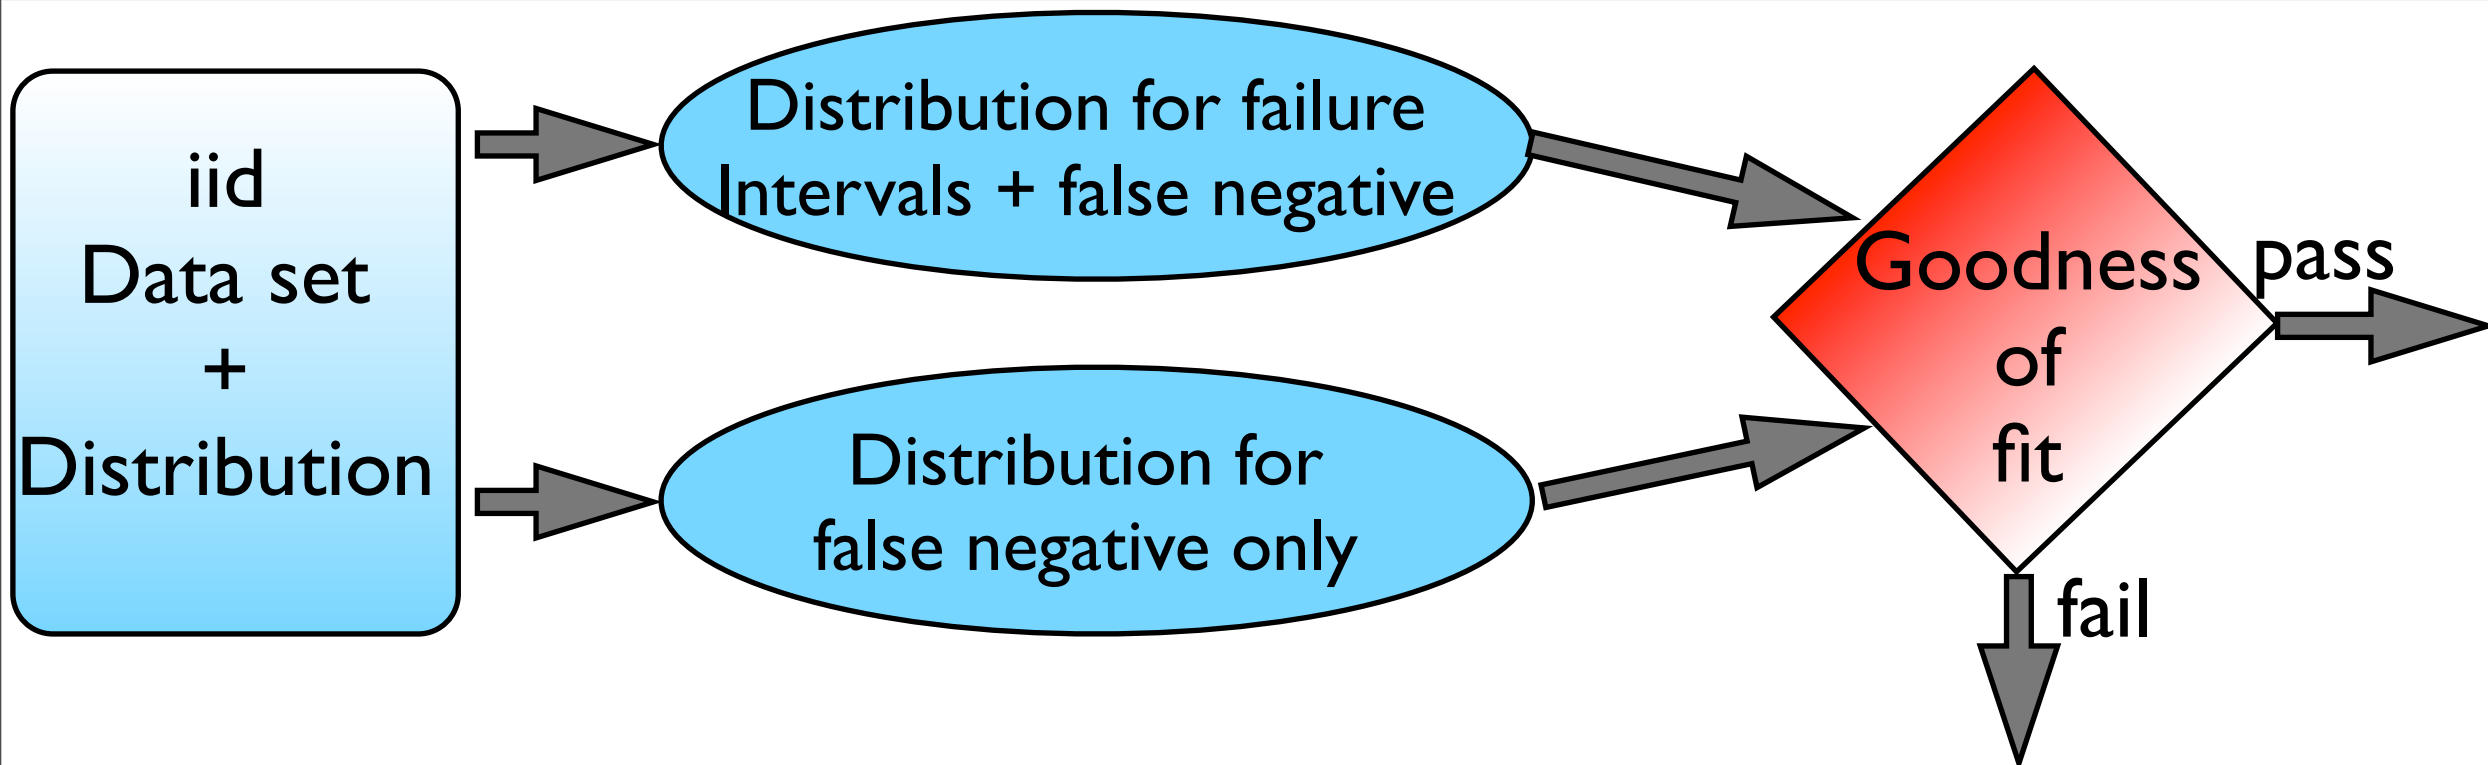 iid
Data set
+
Distribution
Distribution for failure
Intervals + false negative
Distribution for
false negative only
Goodness
of
fit
pass
fail